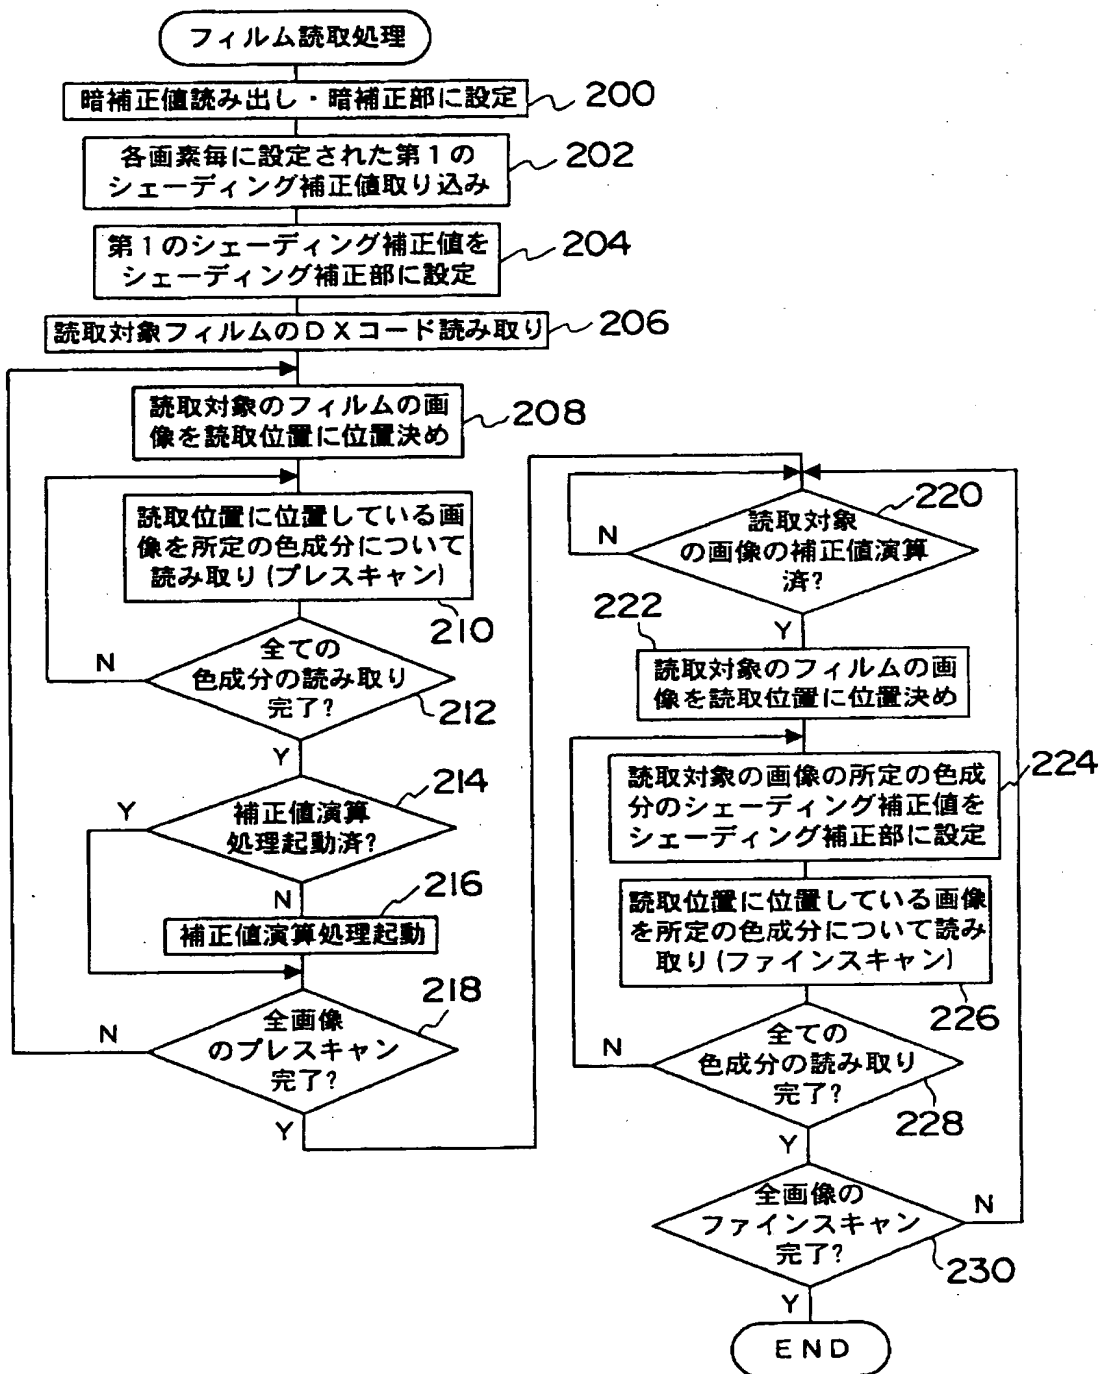 フィルム読取処理
暗補正値読み出し・暗補正部に設定
200
各画素毎に設定された第1の
シェーディング補正値取り込み
202
第1のシェーディング補正値を
シェーディング補正部に設定
204
読取対象フィルムのDXコード読み取り
206
読取対象のフィルムの画
像を読取位置に位置決め
208
読取位置に位置している画
像を所定の色成分について
読み取り(プレスキャン)
210
全ての
色成分の読み取り
完了?
N
212
Y
補正値演算
処理起動済?
Y
214
N
216
補正値演算処理起動
218
全画像
のプレスキャン
完了?
N
Y
220
読取対象
の画像の補正値演算
済?
N
Y
222
読取対象のフィルムの画
像を読取位置に位置決め
224
読取対象の画像の所定の色成
分のシェーディング補正値を
シェーディング補正部に設定
読取位置に位置している画像
を所定の色成分について読み
取り(ファインスキャン)
226
全ての
色成分の読み取り
完了?
N
228
Y
全画像の
ファインスキャン
完了?
N
230
Y
END